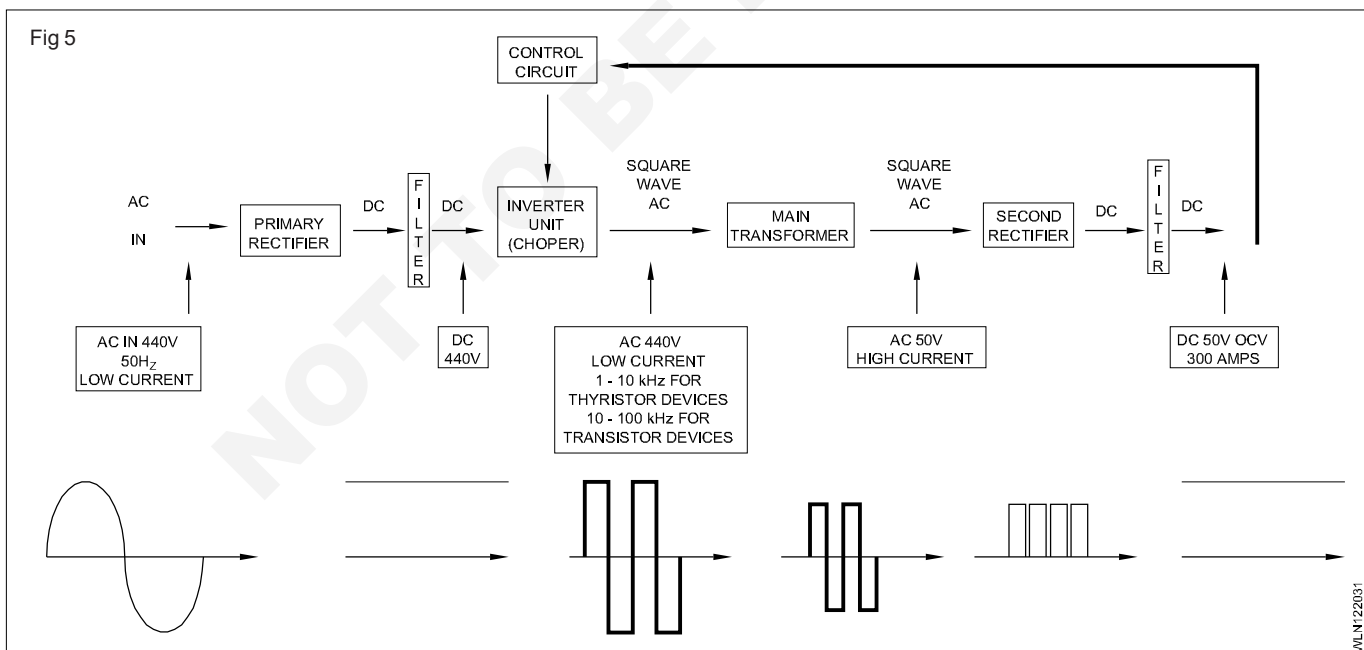 Fig 5
CONTROL
CIRCUIT
AC
IN
PRIMARY
RECTIFIER
DC
FILTER
DC
INVERTER
UNIT
(CHOPER)
SQUARE
WAVE
AC
MAIN
TRANSFORMER
SQUARE
WAVE
AC
SECOND
RECTIFIER
DC
FILTER
DC
AC IN 440V
50Hz
LOW CURRENT
DC
440V
AC 440V
LOW CURRENT
1 - 10 kHz FOR
THYRISTOR DEVICES
10 - 100 kHz FOR
TRANSISTOR DEVICES
AC 50V
HIGH CURRENT
DC 50V OCV
300 AMPS
NOT TO BE
WLN122031